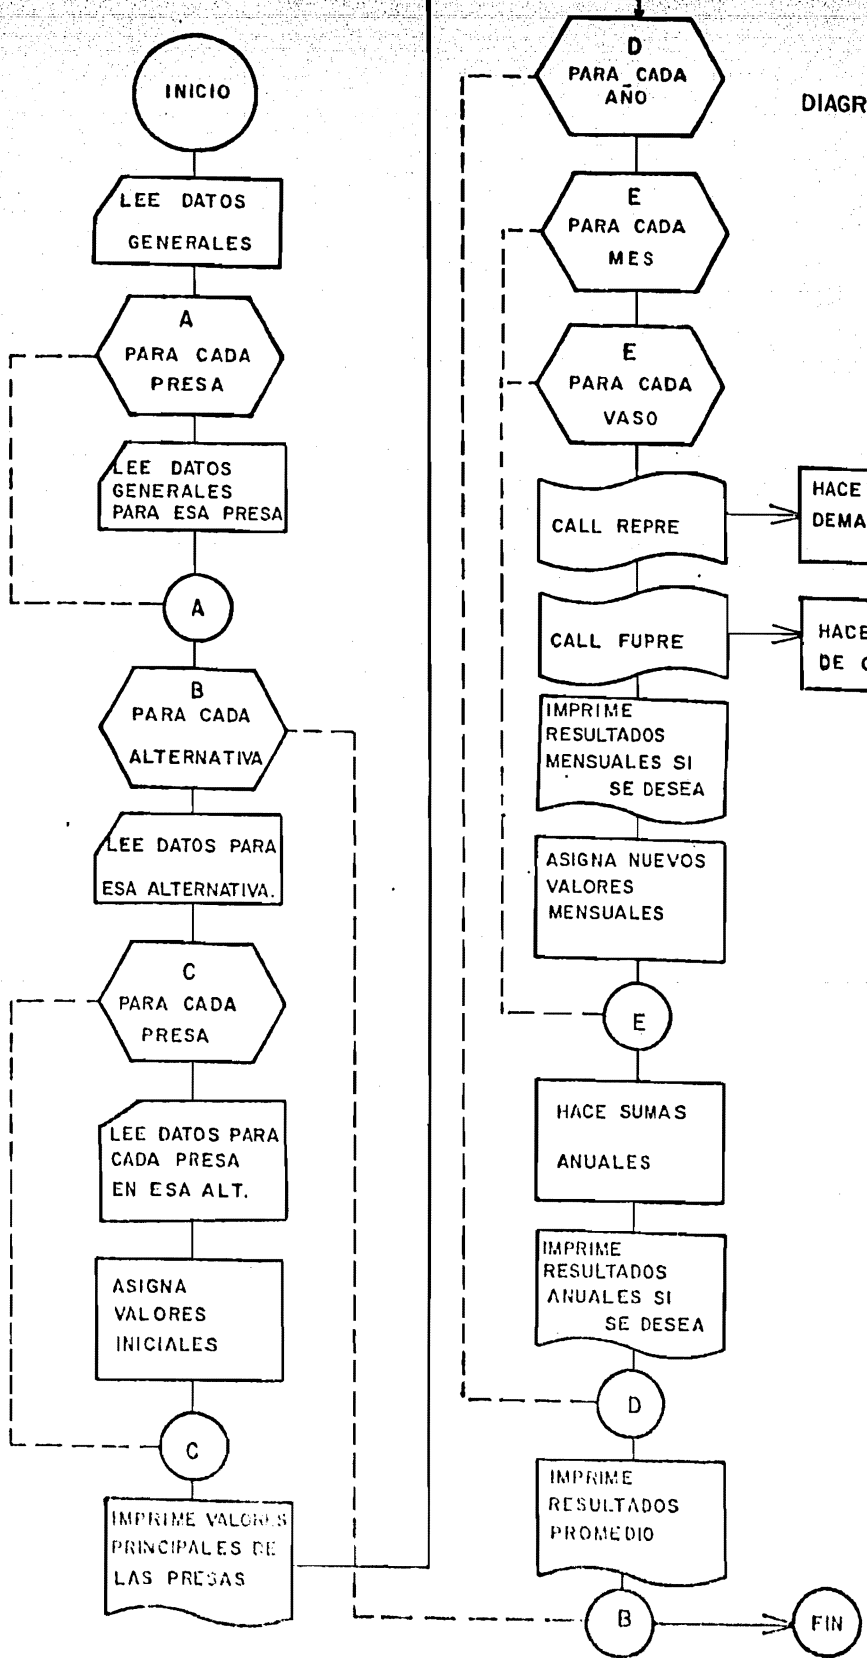 INICIO
LEE DATOS
GENERALES
A
PARA CADA
PRESA
LEE DATOS
GENERALES
PARA ESA PRESA
A
B
PARA CADA
ALTERNATIVA
LEE DATOS PARA
ESA ALTERNATIVA.
C
PARA CADA
PRESA
LEE DATOS PARA
CADA PRESA
EN ESA ALT.
ASIGNA
VALORES
INICIALES
C
IMPRIME VALORES
PRINCIPALES DE
LAS PRESAS
D
PARA CADA
AÑO
E
PARA CADA
MES
E
PARA CADA
VASO
CALL REPRE
CALL FUPRE
IMPRIME
RESULTADOS
MENSUALES SI
SE DESEA
ASIGNA NUEVOS
VALORES
MENSUALES
E
HACE SUMAS
ANUALES
IMPRIME
RESULTADOS
ANUALES SI
SE DESEA
D
IMPRIME
RESULTADOS
PROMEDIO
B
FIN
DIAGR
HACE
DEMA
HACE
DE